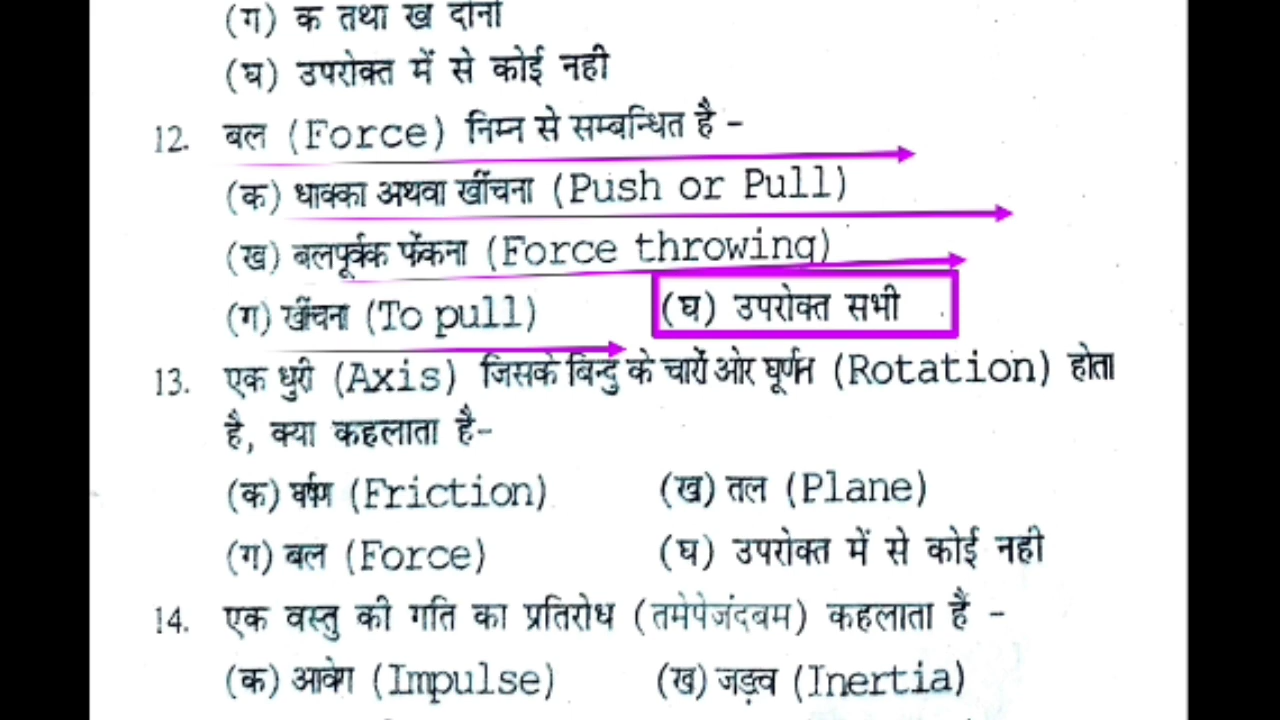 (ग) क तथा ख दोनों
(घ) उपरोक्त में से कोई नही
12. बल (Force) निम्न से सम्बन्धित है -
(क) धाक्का अथवा खींचना (Push or Pull)
(ख) बलपूर्वक फेंकना (Force throwing)
(ग) खींचना (To pull) (घ) उपरोक्त सभी
13. एक धुरी (Axis) जिसके बिन्दु के चारों ओर घूर्णन (Rotation) होता
है, क्या कहलाता है-
(क) घर्षण (Friction) (ख) तल (Plane)
(ग) बल (Force) (घ) उपरोक्त में से कोई नही
14. एक वस्तु की गति का प्रतिरोध (तमेपेजंदबम) कहलाता है -
(क) आवेग (Impulse) (ख) जड़त्व (Inertia)